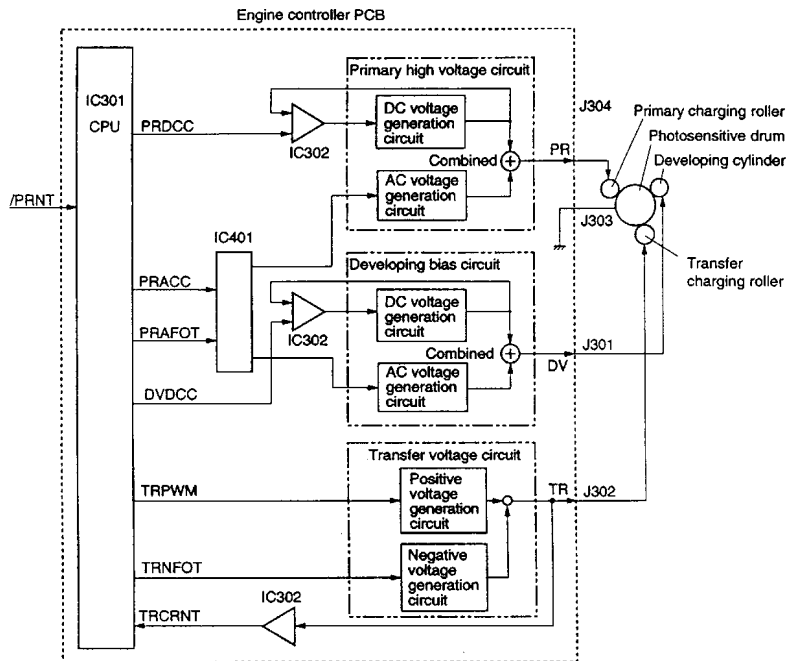 Engine controller PCB
IC301
CPU
/PRNT
PRDCC
IC302
Primary high voltage circuit
DC voltage
generation
circuit
Combined
AC voltage
generation
circuit
PR
J304
Primary charging roller
Photosensitive drum
Developing cylinder
J303
Transfer
charging roller
IC401
PRACC
PRAFOT
DVDCC
IC302
Developing bias circuit
DC voltage
generation
circuit
Combined
AC voltage
generation
circuit
J301
DV
Transfer voltage circuit
TRPWM
Positive
voltage
generation
circuit
TR
J302
TRNFOT
Negative
voltage
generation
circuit
TRCRNT
IC302